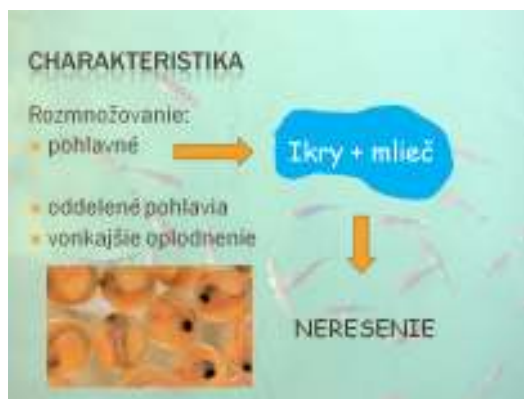 CHARAKTERISTIKA
Rozmnožovanie:
pohlavné
Ikry + mlieč
oddelené pohlavia
vonkajšie oplodnenie
NERESENIE